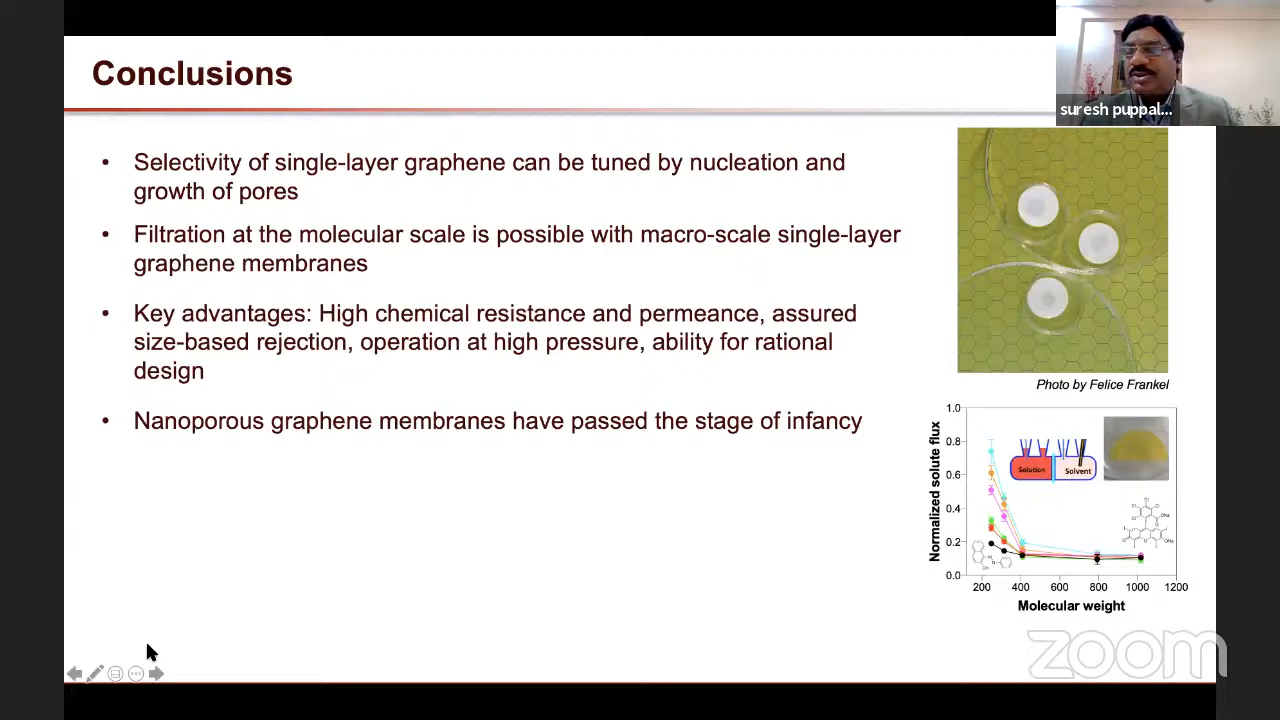 Conclusions
suresh puppal...
• Selectivity of single-layer graphene can be tuned by nucleation and
growth of pores
• Filtration at the molecular scale is possible with macro-scale single-layer
graphene membranes
• Key advantages: High chemical resistance and permeance, assured
size-based rejection, operation at high pressure, ability for rational
design
• Nanoporous graphene membranes have passed the stage of infancy
Photo by Felice Frankel
Normalized solute flux
1.0
0.8
0.6
0.4
0.2
0.0
Solution
Solvent
200 400 600 800 1000 1200
Molecular weight
zoom